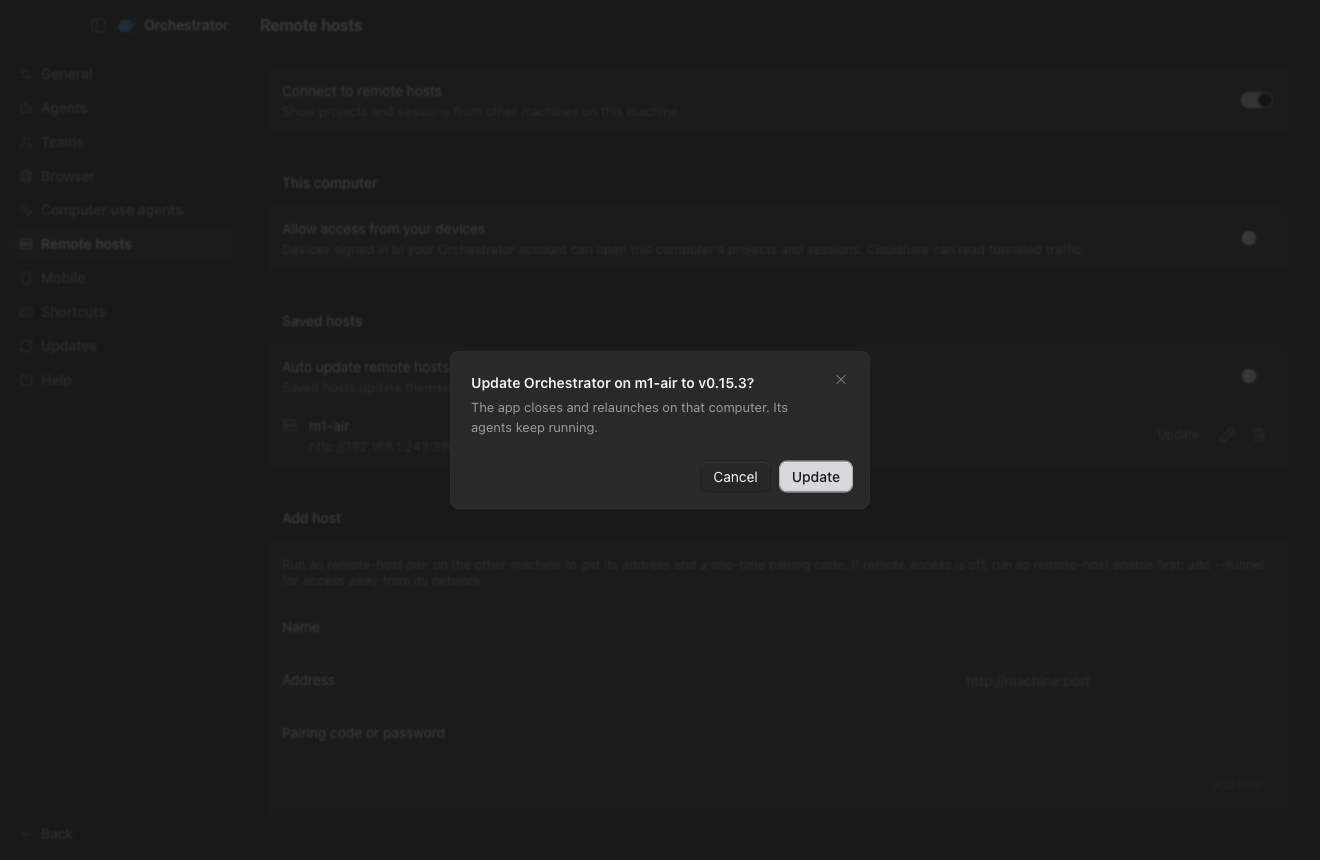 Orchestrator
Remote hosts
General
Agents
Teams
Browser
Computer use agents
Remote hosts
Mobile
Shortcuts
Updates
Help
Back
Connect to remote hosts
Show projects and sessions from other machines on this machine.
This computer
Allow access from your devices
Devices signed in to your Orchestrator account can open this computer's projects and sessions. Cloudflare can read tunneled traffic.
Saved hosts
Auto update remote hosts
Saved hosts update
m1-air
http://192.168.1.243:
Update
Update Orchestrator on m1-air to v0.15.3?
The app closes and relaunches on that computer. Its
agents keep running.
Cancel
Update
Add host
Run ao remote-host pair on the other machine to get its address and a one-time pairing code. If remote access is off, run ao remote-host enable first; add --tunnel
for access away from its network.
Name
Address
http://machine:port
Pairing code or password
Add host